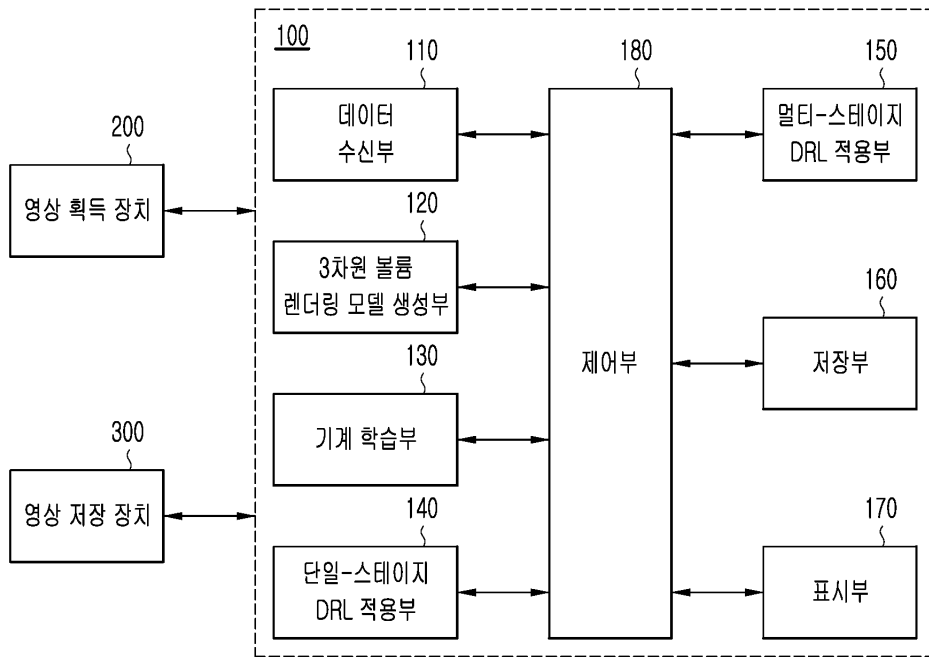 100
110
데이터
수신부
180
150
멀티-스테이지
DRL 적용부
200
영상 획득 장치
120
3차원 볼륨
렌더링 모델 생성부
160
저장부
제어부
130
기계 학습부
300
영상 저장 장치
140
단일-스테이지
DRL 적용부
170
표시부